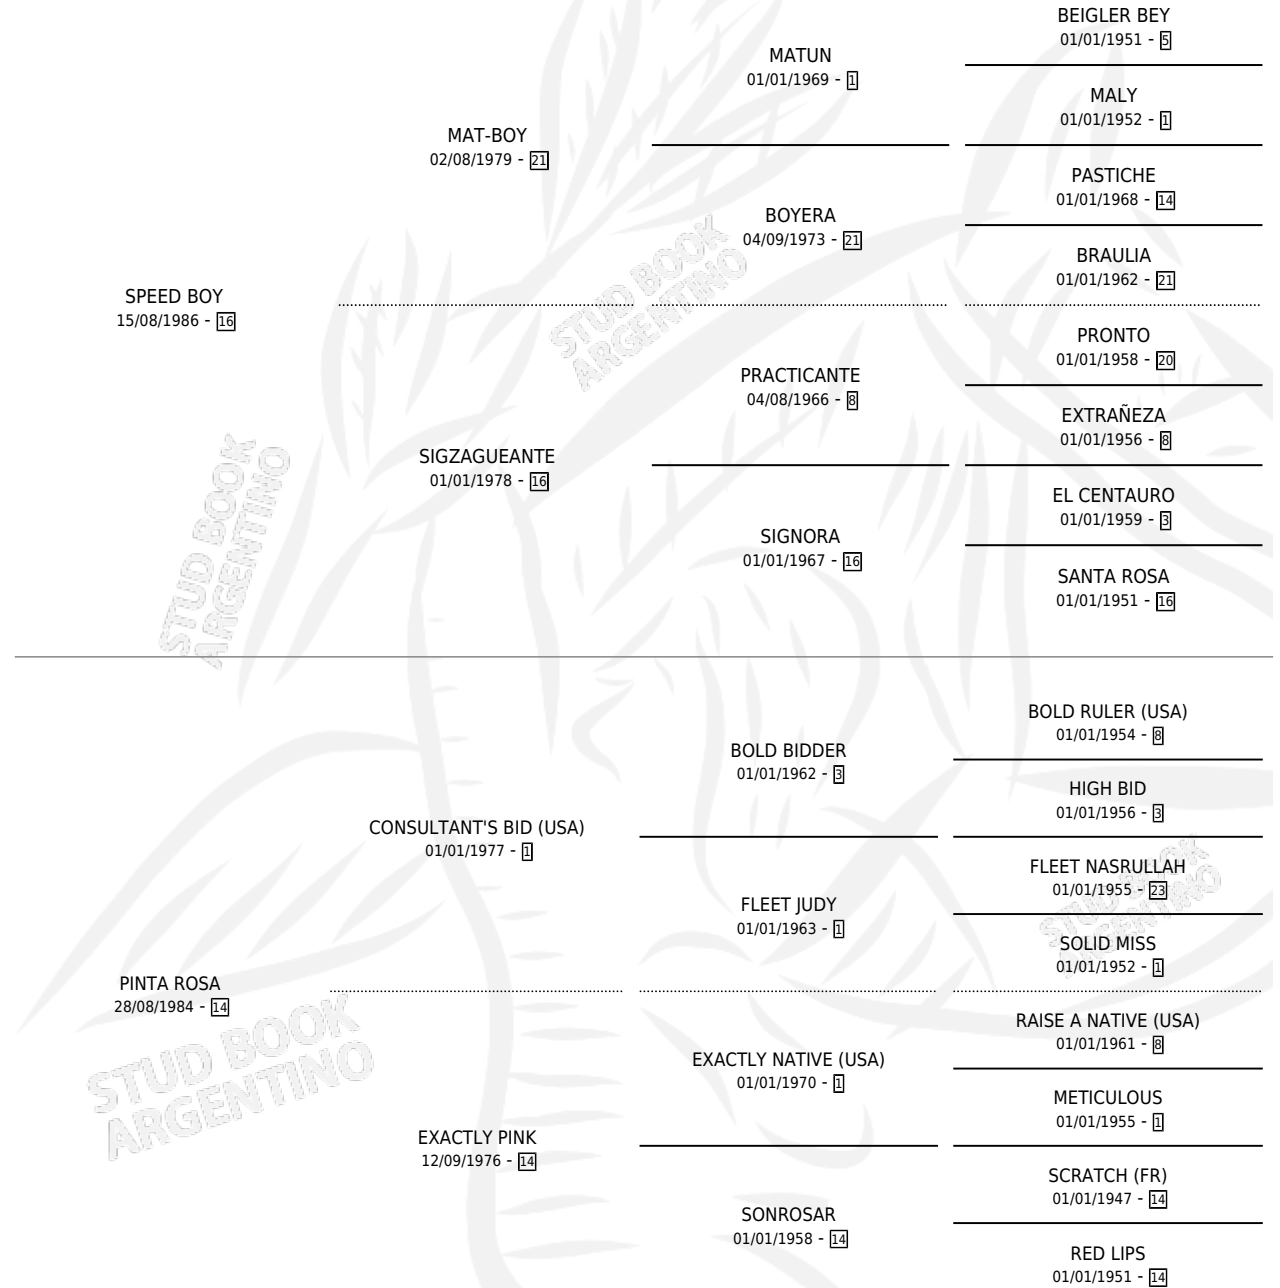 BEIGLER BEY
01/01/1951 - 5
MATUN
01/01/1969 - 1
MALY
01/01/1952 - 1
MAT-BOY
02/08/1979 - 21
PASTICHE
01/01/1968 - 14
BOYERA
04/09/1973 - 21
BRAULIA
01/01/1962 - 21
SPEED BOY
15/08/1986 - 16
PRONTO
01/01/1958 - 20
PRACTICANTE
04/08/1966 - 8
EXTRAÑEZA
01/01/1956 - 8
SIGZAGUEANTE
01/01/1978 - 16
EL CENTAURO
01/01/1959 - 3
SIGNORA
01/01/1967 - 16
SANTA ROSA
01/01/1951 - 16
STUD BOOK
ARGENTINO
STUD BOOK
ARGENTINO
BOLD RULER (USA)
01/01/1954 - 8
BOLD BIDDER
01/01/1962 - 3
HIGH BID
01/01/1956 - 3
CONSULTANT'S BID (USA)
01/01/1977 - 1
FLEET NASRULLAH
01/01/1955 - 23
FLEET JUDY
01/01/1963 - 1
SOLID MISS
01/01/1952 - 1
PINTA ROSA
28/08/1984 - 14
RAISE A NATIVE (USA)
01/01/1961 - 8
EXACTLY NATIVE (USA)
01/01/1970 - 1
METICULOUS
01/01/1955 - 1
EXACTLY PINK
12/09/1976 - 14
SCRATCH (FR)
01/01/1947 - 14
SONROSAR
01/01/1958 - 14
RED LIPS
01/01/1951 - 14
STUD BOOK
ARGENTINO
STUD BOOK
ARGENTINO